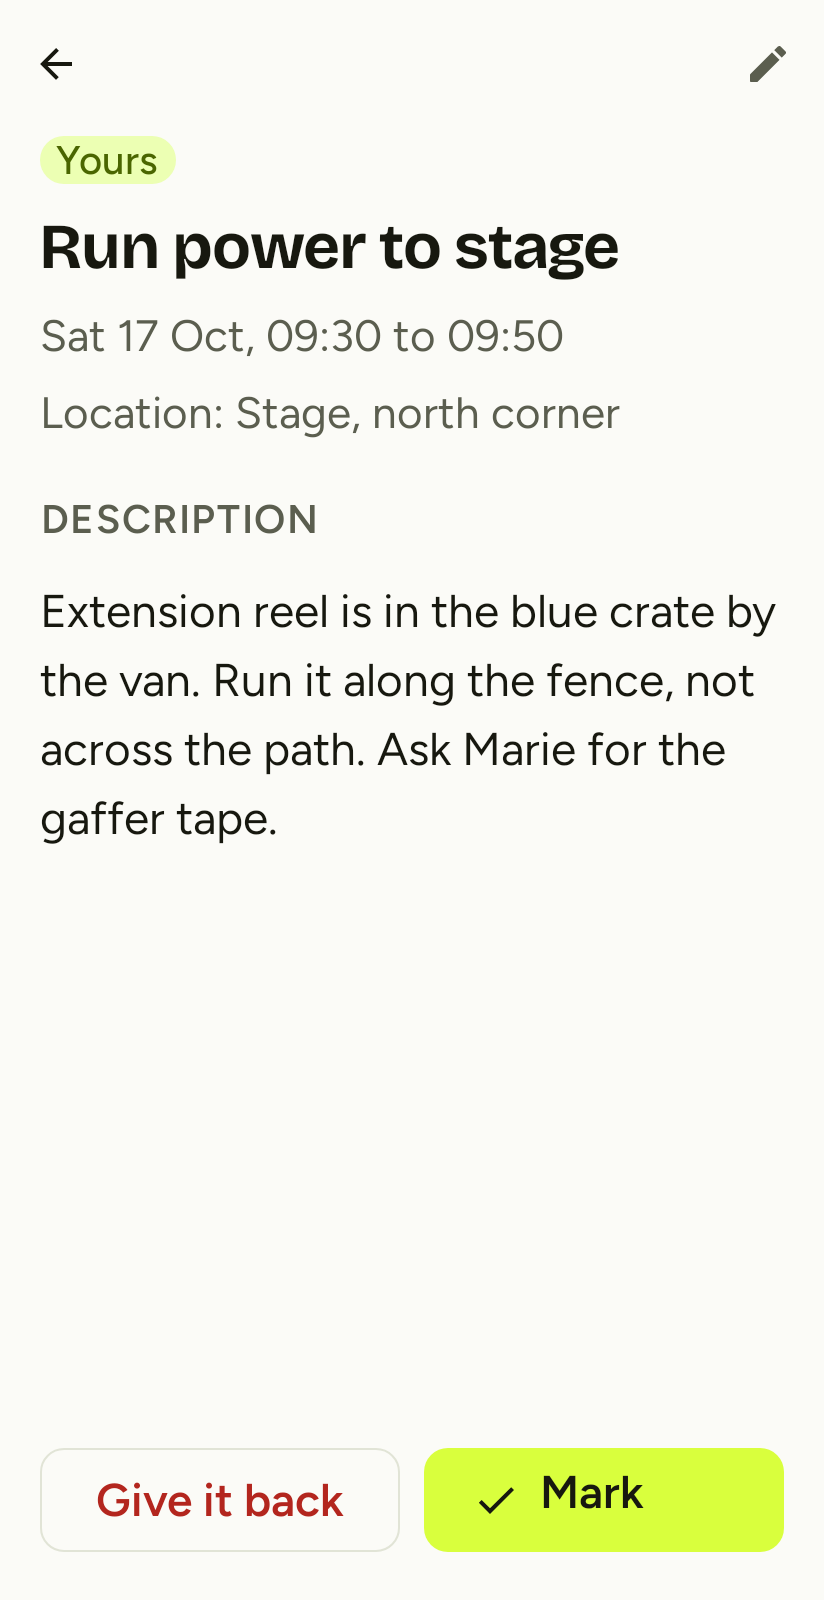 Yours
Run power to stage
Sat 17 Oct, 09:30 to 09:50
Location: Stage, north corner
DESCRIPTION
Extension reel is in the blue crate by
the van. Run it along the fence, not
across the path. Ask Marie for the
gaffer tape.
Give it back
Mark